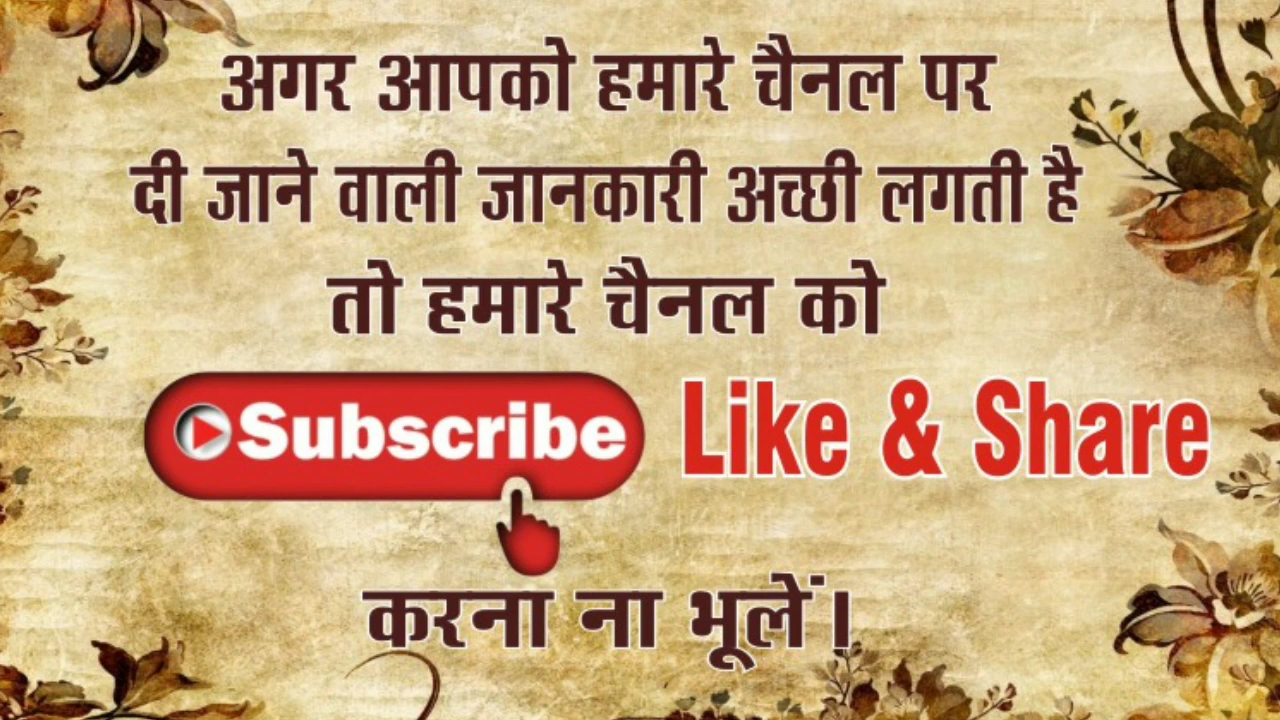 अगर आपको हमारे चैनल पर
दी जाने वाली जानकारी अच्छी लगती है
तो हमारे चैनल को
Subscribe Like & Share
करना ना भूलें।